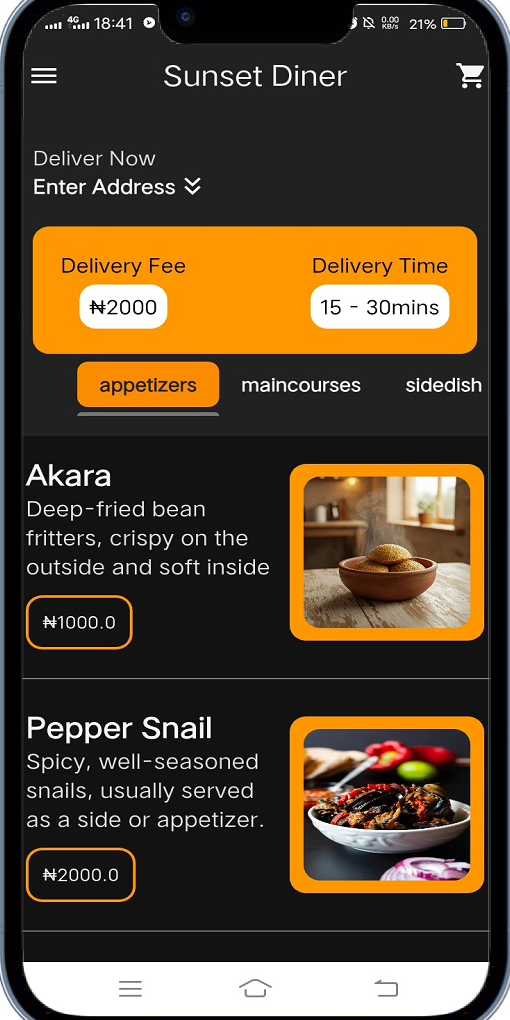 4G 18:41 0.00 KB/s 21%
Sunset Diner
Deliver Now
Enter Address
Delivery Fee Delivery Time
₦2000 15 - 30mins
appetizers maincourses sidedish
Akara
Deep-fried bean
fritters, crispy on the
outside and soft inside
₦1000.0
Pepper Snail
Spicy, well-seasoned
snails, usually served
as a side or appetizer.
₦2000.0